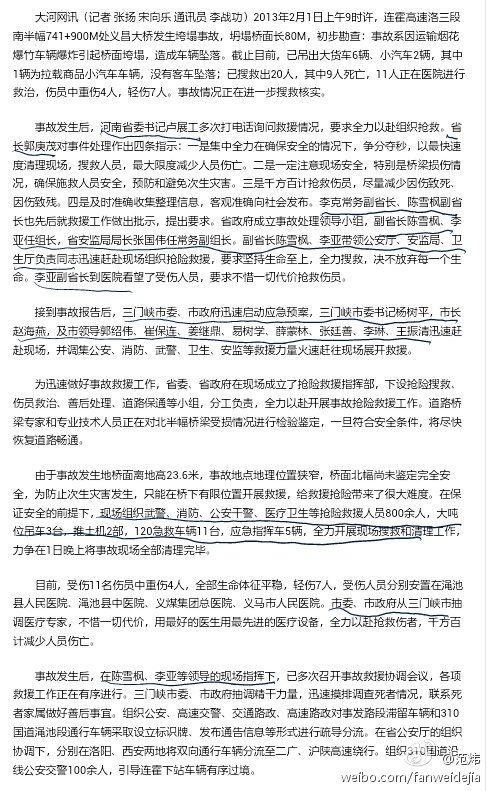 大河网讯（记者 张扬 宋向乐 通讯员 李战功）2013年2月1日上午9时许，连霍高速洛三段
南半幅741+900M处义昌大桥发生垮塌事故，坍塌桥面长80M，初步勘查：事故系因运输烟花
爆竹车辆爆炸引起桥面垮塌，造成车辆坠落。截止目前，已吊出大货车6辆、小汽车2辆，其中
1辆为拉载商品小汽车车辆，没有客车坠落；已搜救出20人，其中9人死亡，11人正在医院进行
救治，伤员中重伤4人，轻伤7人。事故情况正在进一步搜救核实。
事故发生后，河南省委书记卢展工多次打电话询问救援情况，要求全力以赴组织抢救。省
长郭庚茂对事件处理作出四条指示：一是集中全力在确保安全的情况下，争分夺秒，以最快速
度清理现场，搜救人员，最大限度减少人员伤亡。二是一定注意现场安全，特别是桥梁损伤情
况，确保施救人员安全，预防和避免次生灾害。三是千方百计抢救伤员，尽量减少因伤致死、
因伤致残。四是及时准确收集整理信息，客观准确向社会发布。李克常务副省长、陈雪枫副省
长也先后就救援工作做出批示，提出要求。省政府成立事故处理领导小组，副省长陈雪枫、李
亚任组长，省安监局局长张国伟任常务副组长。副省长陈雪枫、李亚带领公安厅、安监局、卫
生厅负责同志迅速赶赴现场组织抢险救援，要求坚持生命至上，全力搜救，决不放弃每一个生
命。李亚副省长到医院看望了受伤人员，要求不惜一切代价抢救伤员。
接到事故报告后，三门峡市委、市政府迅速启动应急预案，三门峡市委书记杨树平，市长
赵海燕，及市领导郭绍伟、崔保连、姜继鼎、易树学、薛蒙林、张廷善、李琳、王振清迅速赶
赴现场，并调集公安、消防、武警、卫生、安监等救援力量火速赶往现场展开救援。
为迅速做好事故救援工作，省委、省政府在现场成立了抢险救援指挥部，下设抢险搜救、
伤员救治、善后处理、道路保通等小组，分工负责，全力以赴开展事故抢险救援工作。道路桥
梁专家和专业技术人员正在对北半幅桥梁受损情况进行检验鉴定，一旦符合安全条件，将尽快
恢复道路畅通。
由于事故发生地桥面离地高23.6米，事故地点地理位置狭窄，桥面北幅尚未鉴定完全安
全，为防止次生灾害发生，只能在桥下有限位置开展救援，给救援抢险带来了很大难度。在保
证安全的前提下，现场组织武警、消防、公安干警、医疗卫生等抢险救援人员800余人，大吨
位吊车3台，推土机2部，120急救车辆11台，应急指挥车5辆，全力开展现场搜救和清理工作，
力争在1日晚上将事故现场全部清理完毕。
目前，受伤11名伤员中重伤4人，全部生命体征平稳，轻伤7人，受伤人员分别安置在渑池
县人民医院、渑池县中医院、义煤集团总医院、义马市人民医院。市委、市政府从三门峡市抽
调医疗专家，不惜一切代价，用最好的医生用最先进的医疗设备，全力以赴抢救伤者，千方百
计减少人员伤亡。
事故发生后，在陈雪枫、李亚等领导的现场指挥下，已多次召开事故救援协调会议，各项
救援工作正在有序进行。三门峡市委、市政府抽调精干力量，迅速摸排调查死者情况，联系死
者家属做好善后事宜。组织公安、高速交警、交通路政、高速路政对事发路段滞留车辆和310
国道渑池段通行车辆采取设立标识牌、发布通告信息等形式进行疏导分流。在省公安厅的组织
协调下，分别在洛阳、西安两地将双向通行车辆分流至二广、沪陕高速绕行。组织310国道沿
线公安交警100余人，引导连霍下站车辆有序过境。
@范炜
weibo.com/fanweidejia